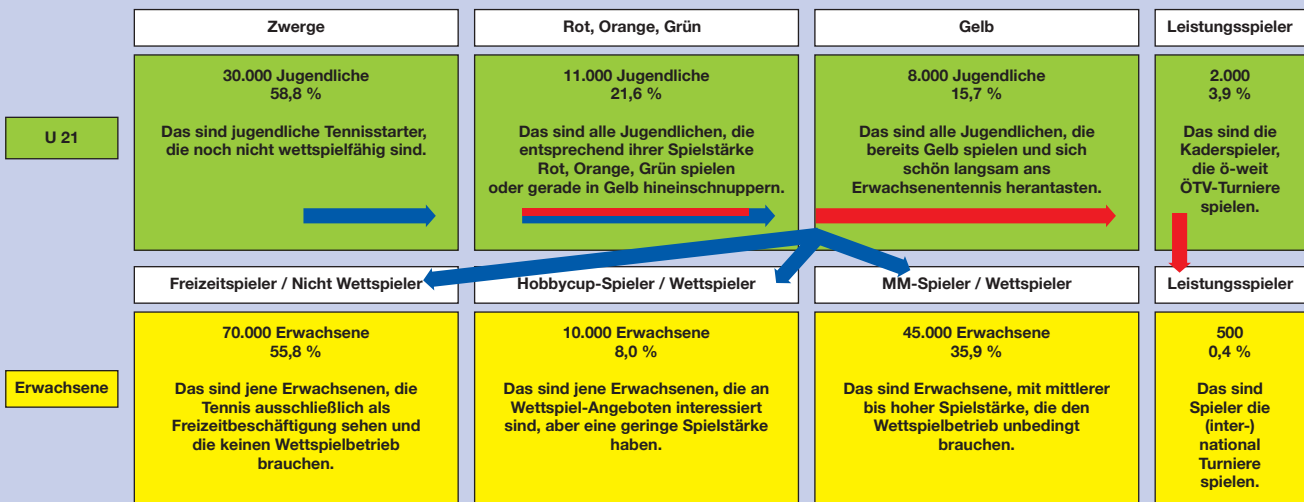 Zwerge
Rot, Orange, Grün
Gelb
Leistungsspieler
U 21
30.000 Jugendliche
58,8 %
Das sind jugendliche Tennisstarter,
die noch nicht wettspielfähig sind.
11.000 Jugendliche
21,6 %
Das sind alle Jugendlichen, die
entsprechend ihrer Spielstärke
Rot, Orange, Grün spielen
oder gerade in Gelb hineinschnuppern.
8.000 Jugendliche
15,7 %
Das sind alle Jugendlichen, die
bereits Gelb spielen und sich
schön langsam ans
Erwachsenentennis herantasten.
2.000
3,9 %
Das sind die
Kaderspieler,
die ö-weit
ÖTV-Turniere
spielen.
Freizeitspieler / Nicht Wettspieler
Hobbycup-Spieler / Wettspieler
MM-Spieler / Wettspieler
Leistungsspieler
Erwachsene
70.000 Erwachsene
55,8 %
Das sind jene Erwachsenen, die
Tennis ausschließlich als
Freizeitbeschäftigung sehen und
die keinen Wettspielbetrieb
brauchen.
10.000 Erwachsene
8,0 %
Das sind jene Erwachsenen, die an
Wettspiel-Angeboten interessiert
sind, aber eine geringe Spielstärke
haben.
45.000 Erwachsene
35,9 %
Das sind Erwachsene, mit mittlerer
bis hoher Spielstärke, die den
Wettspielbetrieb unbedingt
brauchen.
500
0,4 %
Das sind
Spieler die
(inter-)
national
Turniere
spielen.